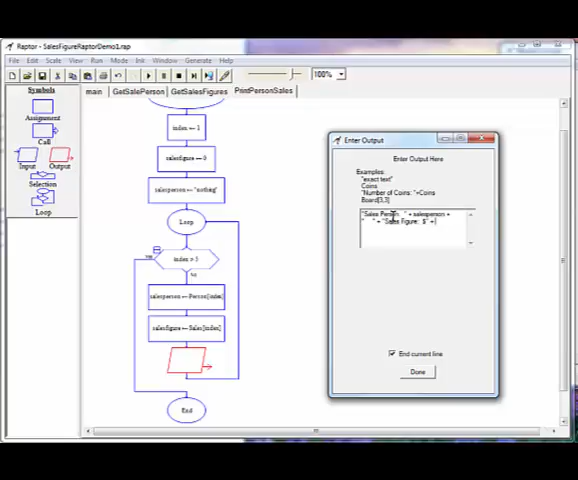 Raptor - SalesFigureRaptorDemo1.rap
File Edit Scale View Run Mode Ink Window Generate Help
100%
Symbols
Assignment
Call
Input Output
Selection
Loop
main GetSalePerson GetSalesFigures PrintPersonSales
index ← 1
salesfigure ← 0
salesperson ← "nothing"
Loop
Yes
No
salesperson ← Person[index]
salesfigure ← Sales[index]
End
Enter Output
Enter Output Here
Examples:
"exact text"
Coins
"Number of Coins: "+Coins
Board[3,3]
"Sales Person: " + salesperson +
" " + "Sales Figure: $" +
End current line
Done